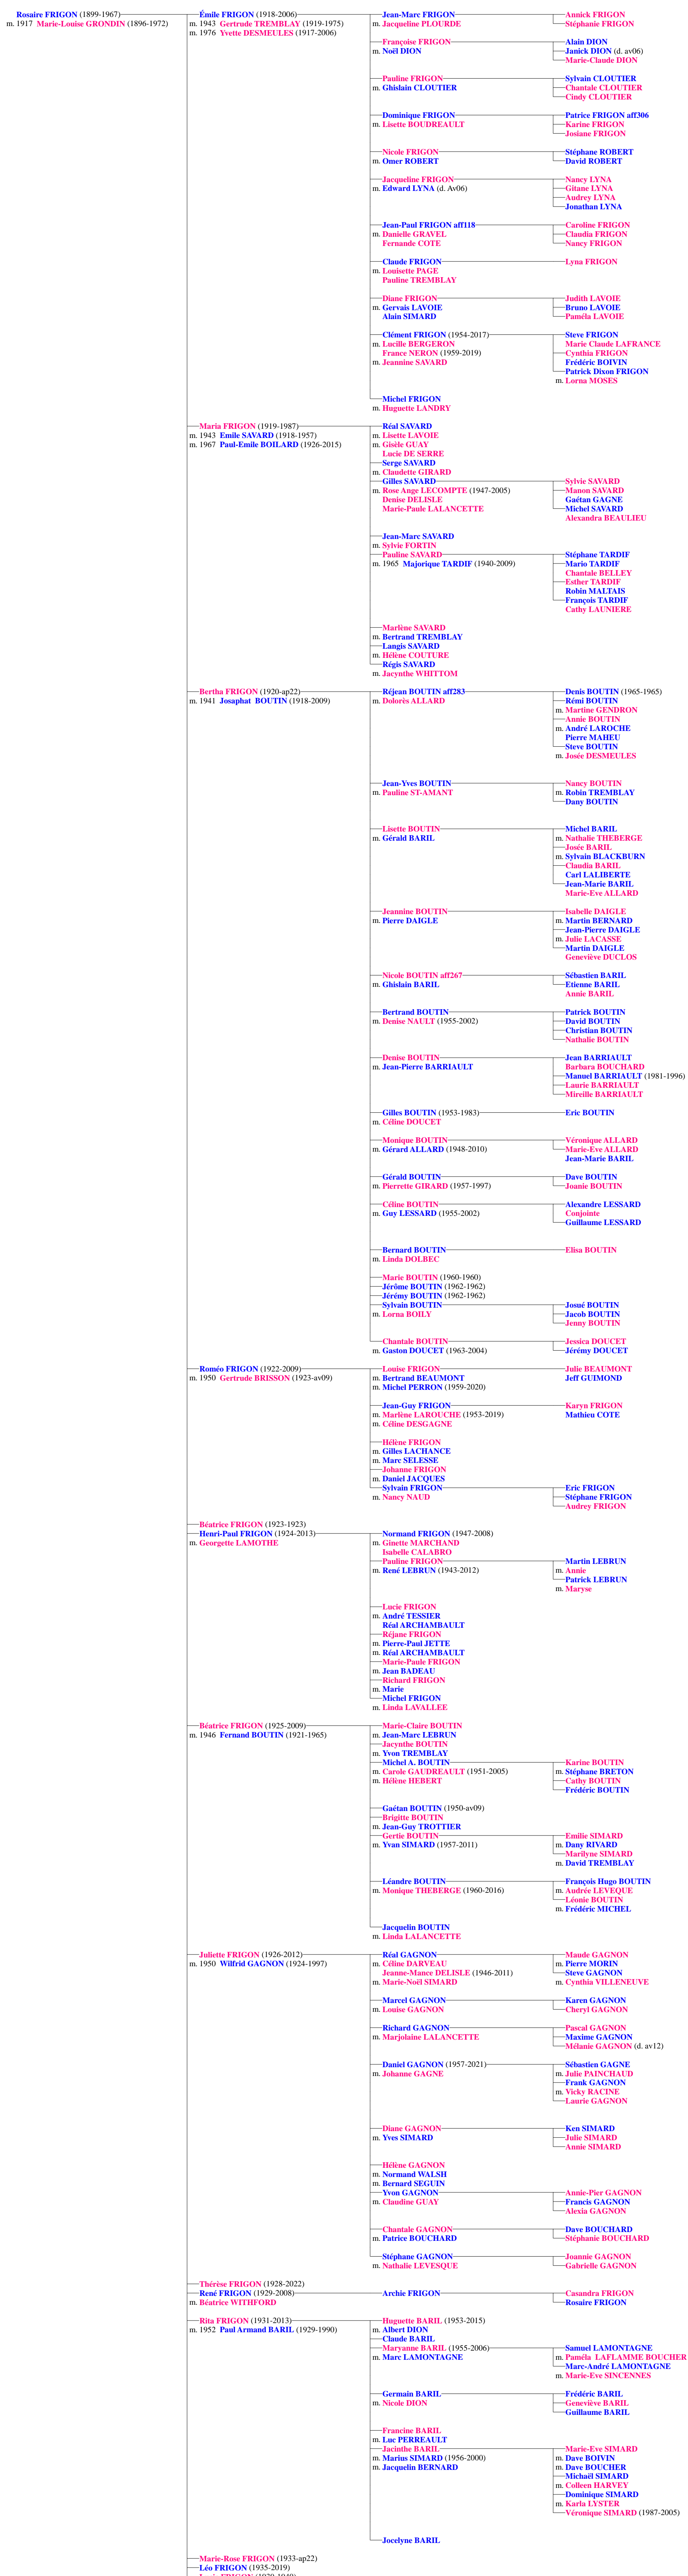 Rosaire FRIGON (1899-1967)
m. 1917 Marie-Louise GRONDIN (1896-1972)
Émile FRIGON (1918-2006)
m. 1943 Gertrude TREMBLAY (1919-1975)
m. 1976 Yvette DESMEULES (1917-2006)
Jean-Marc FRIGON
m. Jacqueline PLOURDE
Annick FRIGON
Stéphanie FRIGON
Françoise FRIGON
m. Noël DION
Alain DION
Janick DION (d. av06)
Marie-Claude DION
Pauline FRIGON
m. Ghislain CLOUTIER
Sylvain CLOUTIER
Chantale CLOUTIER
Cindy CLOUTIER
Dominique FRIGON
m. Lisette BOUDREAULT
Patrice FRIGON aff306
Karine FRIGON
Josiane FRIGON
Nicole FRIGON
m. Omer ROBERT
Stéphane ROBERT
David ROBERT
Jacqueline FRIGON
m. Edward LYNA (d. Av06)
Nancy LYNA
Gitane LYNA
Audrey LYNA
Jonathan LYNA
Jean-Paul FRIGON aff118
m. Danielle GRAVEL
Fernande COTE
Caroline FRIGON
Claudia FRIGON
Nancy FRIGON
Claude FRIGON
m. Louisette PAGE
Pauline TREMBLAY
Lyna FRIGON
Diane FRIGON
m. Gervais LAVOIE
Alain SIMARD
Judith LAVOIE
Bruno LAVOIE
Paméla LAVOIE
Clément FRIGON (1954-2017)
m. Lucille BERGERON
France NERON (1959-2019)
m. Jeannine SAVARD
Steve FRIGON
Marie Claude LAFRANCE
Cynthia FRIGON
Frédéric BOIVIN
Patrick Dixon FRIGON
m. Lorna MOSES
Michel FRIGON
m. Huguette LANDRY
Maria FRIGON (1919-1987)
m. 1943 Emile SAVARD (1918-1957)
m. 1967 Paul-Emile BOILARD (1926-2015)
Réal SAVARD
m. Lisette LAVOIE
m. Gisèle GUAY
Lucie DE SERRE
Serge SAVARD
m. Claudette GIRARD
Gilles SAVARD
m. Rose Ange LECOMPTE (1947-2005)
Denise DELISLE
Marie-Paule LALANCETTE
Sylvie SAVARD
Manon SAVARD
Gaétan GAGNE
Michel SAVARD
Alexandra BEAULIEU
Jean-Marc SAVARD
m. Sylvie FORTIN
Pauline SAVARD
m. 1965 Majorique TARDIF (1940-2009)
Stéphane TARDIF
Mario TARDIF
Chantale BELLEY
Esther TARDIF
Robin MALTAIS
François TARDIF
Cathy LAUNIERE
Marlène SAVARD
m. Bertrand TREMBLAY
Langis SAVARD
m. Hélène COUTURE
Régis SAVARD
m. Jacynthe WHITTOM
Bertha FRIGON (1920-ap22)
m. 1941 Josaphat BOUTIN (1918-2009)
Réjean BOUTIN aff283
m. Dolorès ALLARD
Denis BOUTIN (1965-1965)
Rémi BOUTIN
m. Martine GENDRON
Annie BOUTIN
m. André LAROCHE
Pierre MAHEU
Steve BOUTIN
m. Josée DESMEULES
Jean-Yves BOUTIN
m. Pauline ST-AMANT
Nancy BOUTIN
m. Robin TREMBLAY
Dany BOUTIN
Lisette BOUTIN
m. Gérald BARIL
Michel BARIL
m. Nathalie THEBERGE
Josée BARIL
m. Sylvain BLACKBURN
Claudia BARIL
Carl LALIBERTE
Jean-Marie BARIL
Marie-Eve ALLARD
Jeannine BOUTIN
m. Pierre DAIGLE
Isabelle DAIGLE
m. Martin BERNARD
Jean-Pierre DAIGLE
m. Julie LACASSE
Martin DAIGLE
Geneviève DUCLOS
Nicole BOUTIN aff267
m. Ghislain BARIL
Sébastien BARIL
Etienne BARIL
Annie BARIL
Bertrand BOUTIN
m. Denise NAULT (1955-2002)
Patrick BOUTIN
David BOUTIN
Christian BOUTIN
Nathalie BOUTIN
Denise BOUTIN
m. Jean-Pierre BARRIAULT
Jean BARRIAULT
Barbara BOUCHARD
Manuel BARRIAULT (1981-1996)
Laurie BARRIAULT
Mireille BARRIAULT
Gilles BOUTIN (1953-1983)
m. Céline DOUCET
Eric BOUTIN
Monique BOUTIN
m. Gérard ALLARD (1948-2010)
Véronique ALLARD
Marie-Eve ALLARD
Jean-Marie BARIL
Gérald BOUTIN
m. Pierrette GIRARD (1957-1997)
Dave BOUTIN
Joanie BOUTIN
Céline BOUTIN
m. Guy LESSARD (1955-2002)
Alexandre LESSARD
Conjointe
Guillaume LESSARD
Bernard BOUTIN
m. Linda DOLBEC
Elisa BOUTIN
Marie BOUTIN (1960-1960)
Jérôme BOUTIN (1962-1962)
Jérémy BOUTIN (1962-1962)
Sylvain BOUTIN
m. Lorna BOILY
Josué BOUTIN
Jacob BOUTIN
Jenny BOUTIN
Chantale BOUTIN
m. Gaston DOUCET (1963-2004)
Jessica DOUCET
Jérémy DOUCET
Roméo FRIGON (1922-2009)
m. 1950 Gertrude BRISSON (1923-av09)
Louise FRIGON
m. Bertrand BEAUMONT
m. Michel PERRON (1959-2020)
Julie BEAUMONT
Jeff GUIMOND
Jean-Guy FRIGON
m. Marlène LAROUCHE (1953-2019)
m. Céline DESGAGNE
Karyn FRIGON
Mathieu COTE
Hélène FRIGON
m. Gilles LACHANCE
m. Marc SELESSE
Johanne FRIGON
m. Daniel JACQUES
Sylvain FRIGON
m. Nancy NAUD
Eric FRIGON
Stéphane FRIGON
Audrey FRIGON
Béatrice FRIGON (1923-1923)
Henri-Paul FRIGON (1924-2013)
m. Georgette LAMOTHE
Normand FRIGON (1947-2008)
m. Ginette MARCHAND
Isabelle CALABRO
Pauline FRIGON
m. René LEBRUN (1943-2012)
Martin LEBRUN
m. Annie
Patrick LEBRUN
m. Maryse
Lucie FRIGON
m. André TESSIER
Réal ARCHAMBAULT
Réjane FRIGON
m. Pierre-Paul JETTE
m. Réal ARCHAMBAULT
Marie-Paule FRIGON
m. Jean BADEAU
Richard FRIGON
m. Marie
Michel FRIGON
m. Linda LAVALLEE
Béatrice FRIGON (1925-2009)
m. 1946 Fernand BOUTIN (1921-1965)
Marie-Claire BOUTIN
m. Jean-Marc LEBRUN
Jacynthe BOUTIN
m. Yvon TREMBLAY
Michel A. BOUTIN
m. Carole GAUDREAULT (1951-2005)
m. Hélène HEBERT
Karine BOUTIN
m. Stéphane BRETON
Cathy BOUTIN
Frédéric BOUTIN
Gaétan BOUTIN (1950-av09)
Brigitte BOUTIN
m. Jean-Guy TROTTIER
Gertie BOUTIN
m. Yvan SIMARD (1957-2011)
Emilie SIMARD
m. Dany RIVARD
Marilyne SIMARD
m. David TREMBLAY
Léandre BOUTIN
m. Monique THEBERGE (1960-2016)
François Hugo BOUTIN
m. Audrée LEVEQUE
Léonie BOUTIN
m. Frédéric MICHEL
Jacquelin BOUTIN
m. Linda LALANCETTE
Juliette FRIGON (1926-2012)
m. 1950 Wilfrid GAGNON (1924-1997)
Réal GAGNON
m. Céline DARVEAU
Jeanne-Mance DELISLE (1946-2011)
m. Marie-Noël SIMARD
Maude GAGNON
m. Pierre MORIN
Steve GAGNON
m. Cynthia VILLENEUVE
Marcel GAGNON
m. Louise GAGNON
Karen GAGNON
Cheryl GAGNON
Richard GAGNON
m. Marjolaine LALANCETTE
Pascal GAGNON
Maxime GAGNON
Mélanie GAGNON (d. av12)
Daniel GAGNON (1957-2021)
m. Johanne GAGNE
Sébastien GAGNE
m. Julie PAINCHAUD
Frank GAGNON
m. Vicky RACINE
Laurie GAGNON
Diane GAGNON
m. Yves SIMARD
Ken SIMARD
Julie SIMARD
Annie SIMARD
Hélène GAGNON
m. Normand WALSH
m. Bernard SEGUIN
Yvon GAGNON
m. Claudine GUAY
Annie-Pier GAGNON
Francis GAGNON
Alexia GAGNON
Chantale GAGNON
m. Patrice BOUCHARD
Dave BOUCHARD
Stéphanie BOUCHARD
Stéphane GAGNON
m. Nathalie LEVESQUE
Joannie GAGNON
Gabrielle GAGNON
Thérèse FRIGON (1928-2022)
René FRIGON (1929-2008)
m. Béatrice WITHFORD
Archie FRIGON
Casandra FRIGON
Rosaire FRIGON
Rita FRIGON (1931-2013)
m. 1952 Paul Armand BARIL (1929-1990)
Huguette BARIL (1953-2015)
m. Albert DION
Claude BARIL
Maryanne BARIL (1955-2006)
m. Marc LAMONTAGNE
Samuel LAMONTAGNE
m. Paméla LAFLAMME BOUCHER
Marc-André LAMONTAGNE
m. Marie-Eve SINCENNES
Germain BARIL
m. Nicole DION
Frédéric BARIL
Geneviève BARIL
Guillaume BARIL
Francine BARIL
m. Luc PERREAULT
Jacinthe BARIL
m. Marius SIMARD (1956-2000)
m. Jacquelin BERNARD
Marie-Eve SIMARD
m. Dave BOIVIN
m. Dave BOUCHER
Michaël SIMARD
m. Colleen HARVEY
Dominique SIMARD
m. Karla LYSTER
Véronique SIMARD (1987-2005)
Jocelyne BARIL
Marie-Rose FRIGON (1933-ap22)
Léo FRIGON (1935-2019)